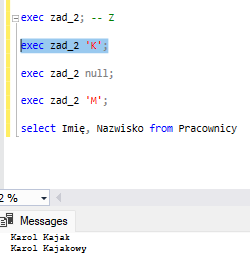 exec zad_2; -- Z
exec zad_2 'K';
exec zad_2 null;
exec zad_2 'M';
select Imię, Nazwisko from Pracownicy
2 %
Messages
Karol Kajak
Karol Kajakowy